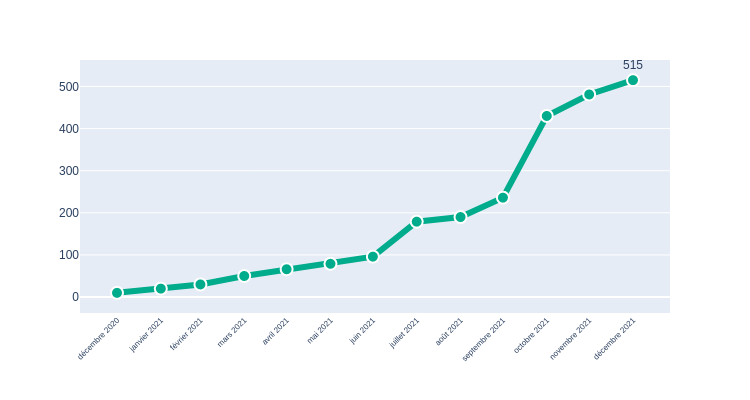 515
500
400
300
200
100
0
décembre 2020
janvier 2021
février 2021
mars 2021
avril 2021
mai 2021
juin 2021
juillet 2021
août 2021
septembre 2021
octobre 2021
novembre 2021
décembre 2021